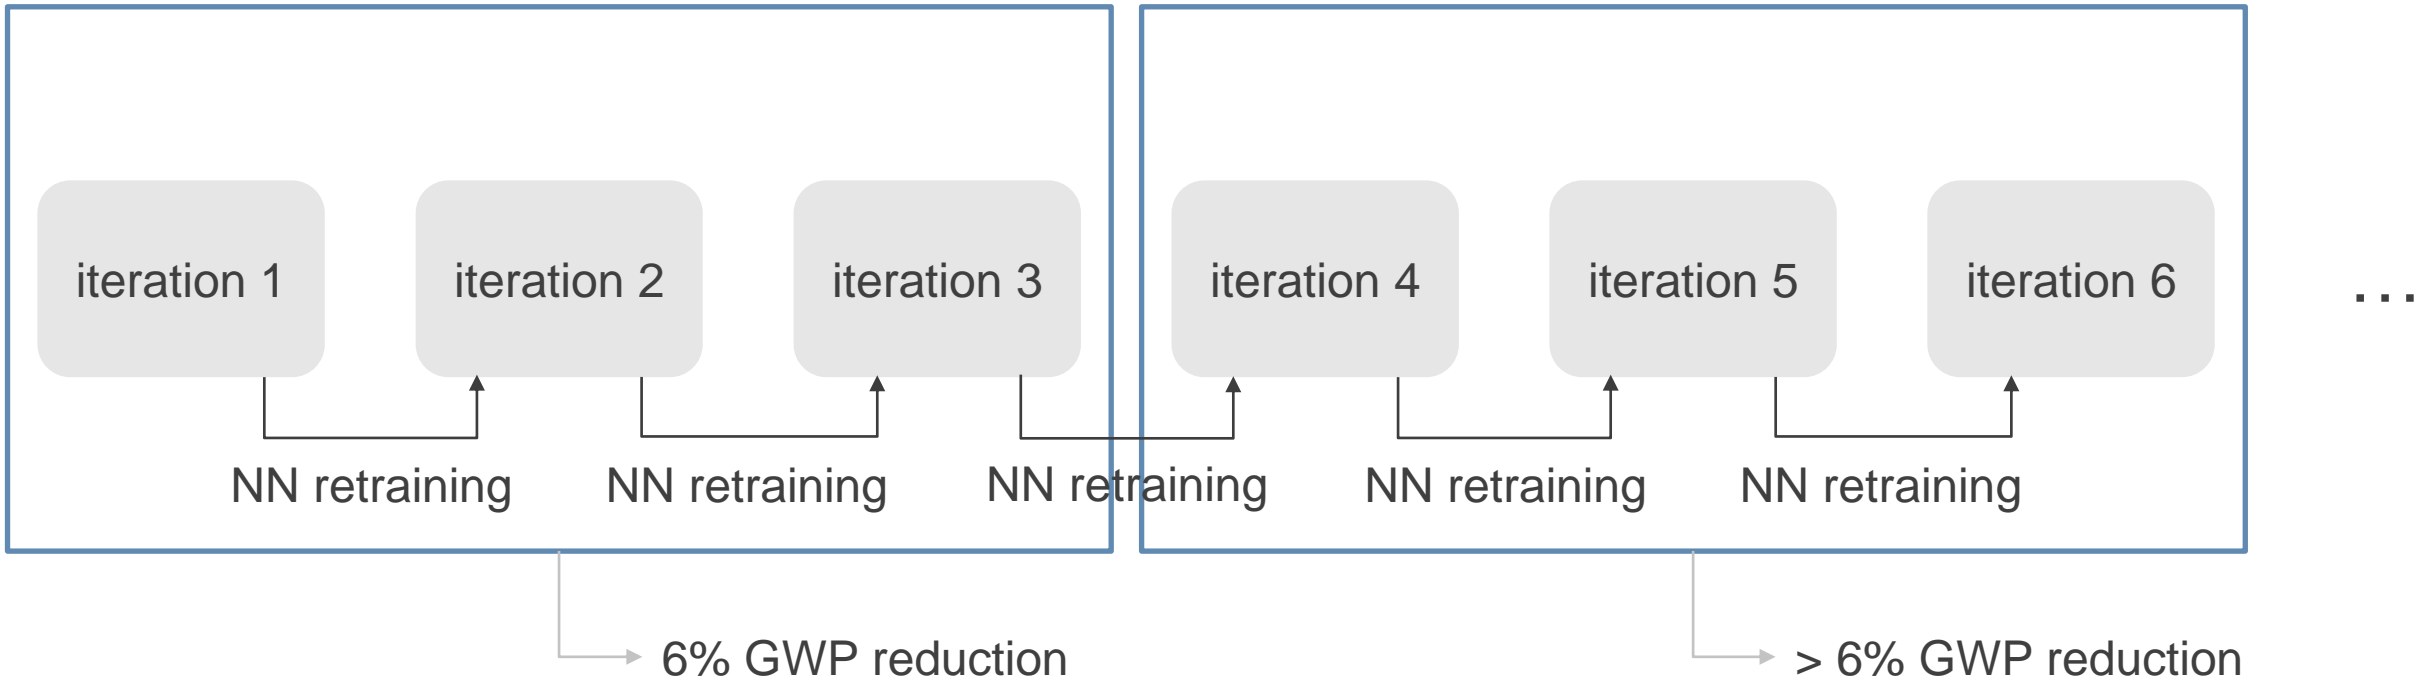 iteration 1
iteration 2
iteration 3
iteration 4
iteration 5
iteration 6
...
NN retraining
NN retraining
NN retraining
NN retraining
NN retraining
6% GWP reduction
> 6% GWP reduction